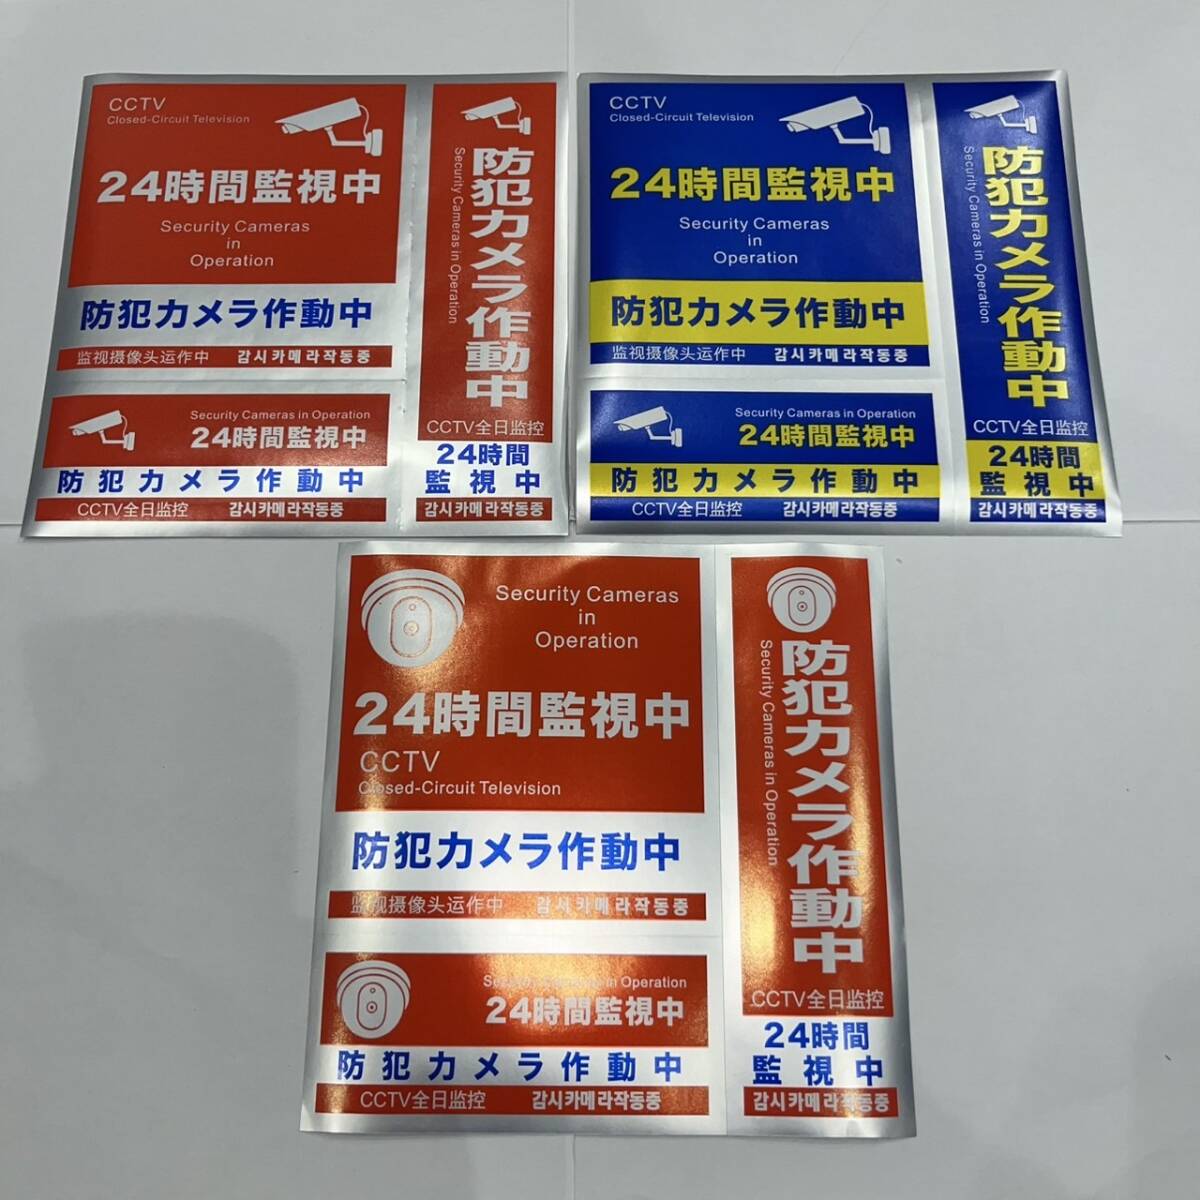 CCTV
Closed-Circuit Television
24時間監視中
Security Cameras
in
Operation
防犯カメラ作動中
监视摄像头运作中 감시카메라작동중
Security Cameras in Operation
24時間監視中
防犯カメラ作動中
CCTV全日监控 감시카메라작동중
防犯カメラ作動中
Security Cameras in Operation
CCTV全日监控
24時間
監視中
감시카메라작동중
CCTV
Closed-Circuit Television
24時間監視中
Security Cameras
in
Operation
防犯カメラ作動中
监视摄像头运作中 감시카메라작동중
Security Cameras in Operation
24時間監視中
防犯カメラ作動中
CCTV全日监控 감시카메라작동중
防犯カメラ作動中
Security Cameras in Operation
CCTV全日监控
24時間
監視中
감시카메라작동중
Security Cameras
in
Operation
24時間監視中
CCTV
Closed-Circuit Television
防犯カメラ作動中
监视摄像头运作中 감시카메라작동중
Security Cameras in Operation
24時間監視中
防犯カメラ作動中
CCTV全日监控 감시카메라작동중
防犯カメラ作動中
Security Cameras in Operation
CCTV全日监控
24時間
監視中
감시카메라작동중